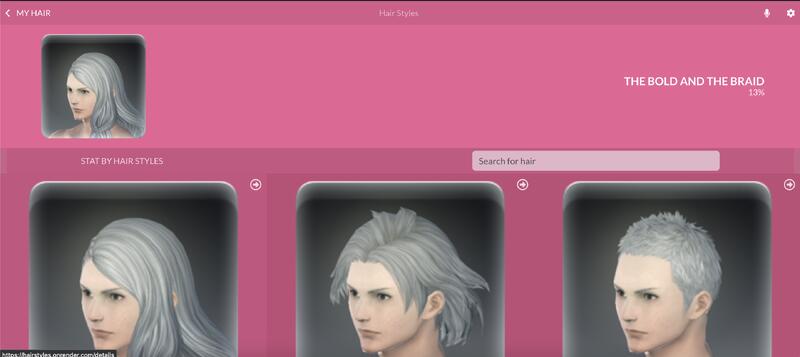 MY HAIR
Hair Styles
THE BOLD AND THE BRAID
13%
STAT BY HAIR STYLES
Search for hair
https://hairstyles.onrender.com/details